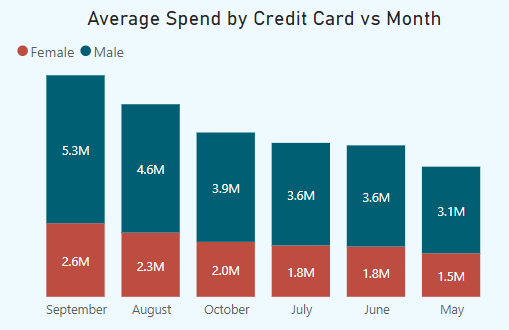 Average Spend by Credit Card vs Month
Female Male
5.3M 4.6M 3.9M 3.6M 3.6M 3.1M
2.6M 2.3M 2.0M 1.8M 1.8M 1.5M
September August October July June May